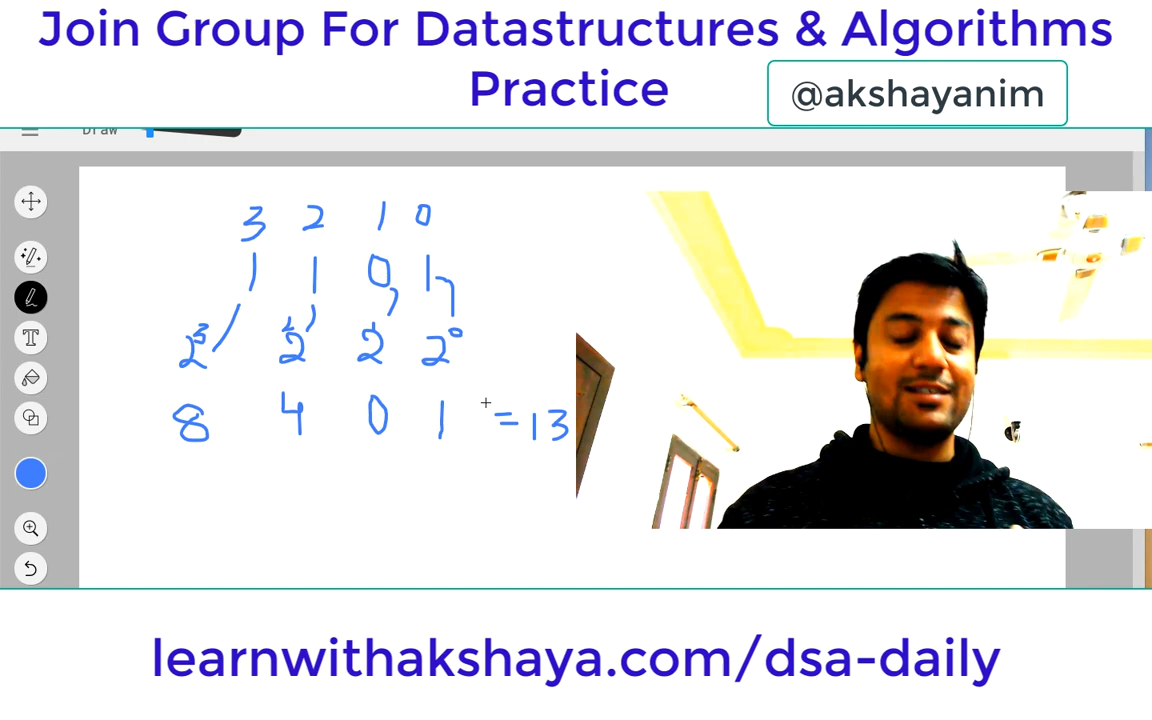 Join Group For Datastructures & Algorithms
Practice
@akshayanim
Draw
3 2 1 0
1 1 0 1
2³ 2² 2¹ 2⁰
8 4 0 1 = 13
T
learnwithakshaya.com/dsa-daily